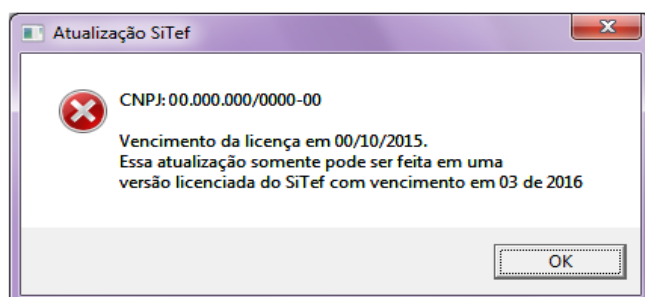 Atualização SiTef
CNPJ: 00.000.000/0000-00
Vencimento da licença em 00/10/2015.
Essa atualização somente pode ser feita em uma
versão licenciada do SiTef com vencimento em 03 de 2016
OK